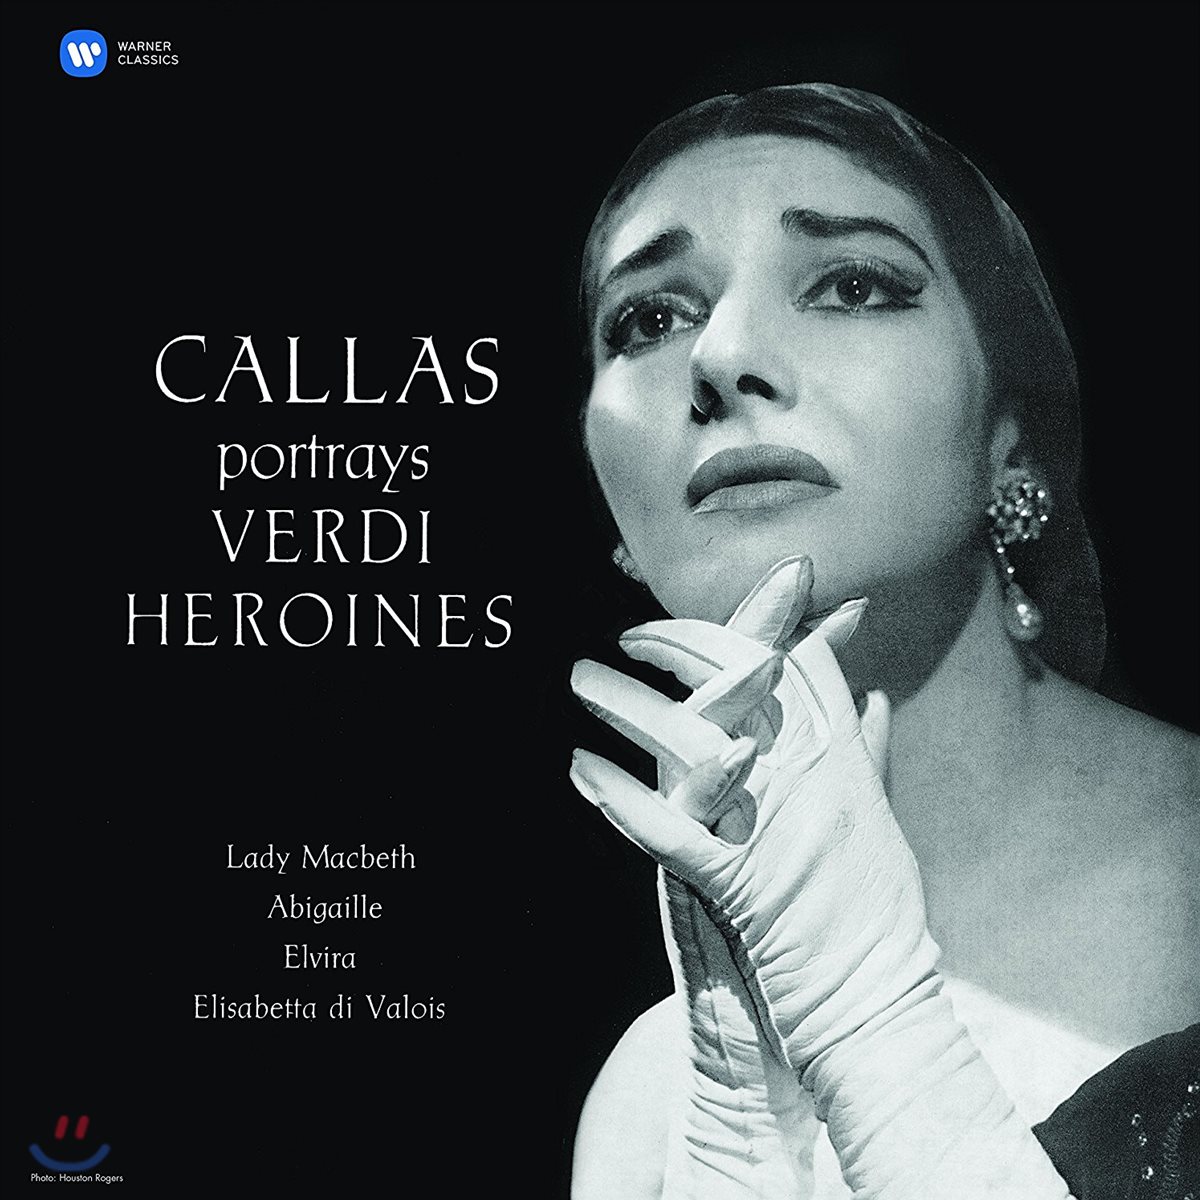 WARNER
CLASSICS
CALLAS
portrays
VERDI
HEROINES
Lady Macbeth
Abigaille
Elvira
Elisabetta di Valois
Photo: Houston Rogers